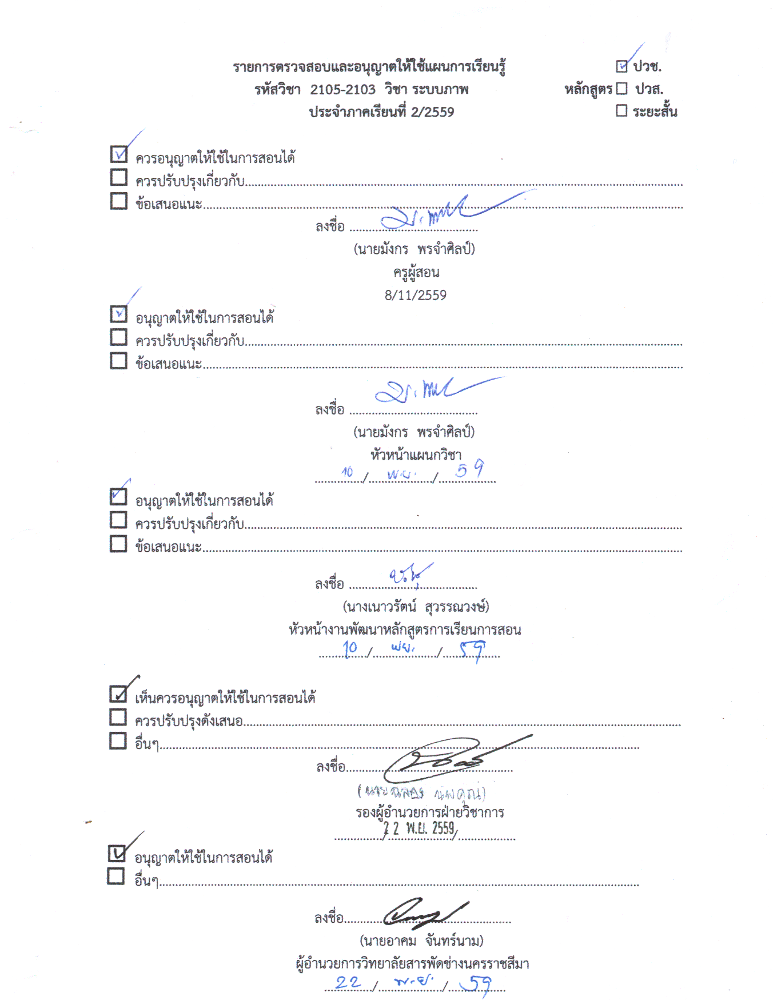 รายการตรวจสอบและอนุญาตให้ใช้แผนการเรียนรู้ ☑ ปวช.
รหัสวิชา 2105-2103 วิชา ระบบภาพ หลักสูตร ☐ ปวส.
ประจำภาคเรียนที่ 2/2559 ☐ ระยะสั้น
☑ ควรอนุญาตให้ใช้ในการสอนได้
☐ ควรปรับปรุงเกี่ยวกับ
☐ ข้อเสนอแนะ
ลงชื่อ
(นายมังกร พรจำศิลป์)
ครูผู้สอน
8/11/2559
☑ อนุญาตให้ใช้ในการสอนได้
☐ ควรปรับปรุงเกี่ยวกับ
☐ ข้อเสนอแนะ
ลงชื่อ
(นายมังกร พรจำศิลป์)
หัวหน้าแผนกวิชา
10 / พ.ย. / 59
☑ อนุญาตให้ใช้ในการสอนได้
☐ ควรปรับปรุงเกี่ยวกับ
☐ ข้อเสนอแนะ
ลงชื่อ
(นางเนาวรัตน์ สุวรรณวงษ์)
หัวหน้างานพัฒนาหลักสูตรการเรียนการสอน
10 / พย. / 59
☑ เห็นควรอนุญาตให้ใช้ในการสอนได้
☐ ควรปรับปรุงดังเสนอ
☐ อื่นๆ
ลงชื่อ
(นายฉลอง
รองผู้อำนวยการฝ่ายวิชาการ
22 พ.ย. 2559
☑ อนุญาตให้ใช้ในการสอนได้
☐ อื่นๆ
ลงชื่อ
(นายอาคม จันทร์นาม)
ผู้อำนวยการวิทยาลัยสารพัดช่างนครราชสีมา
22 / พ.ย. / 59